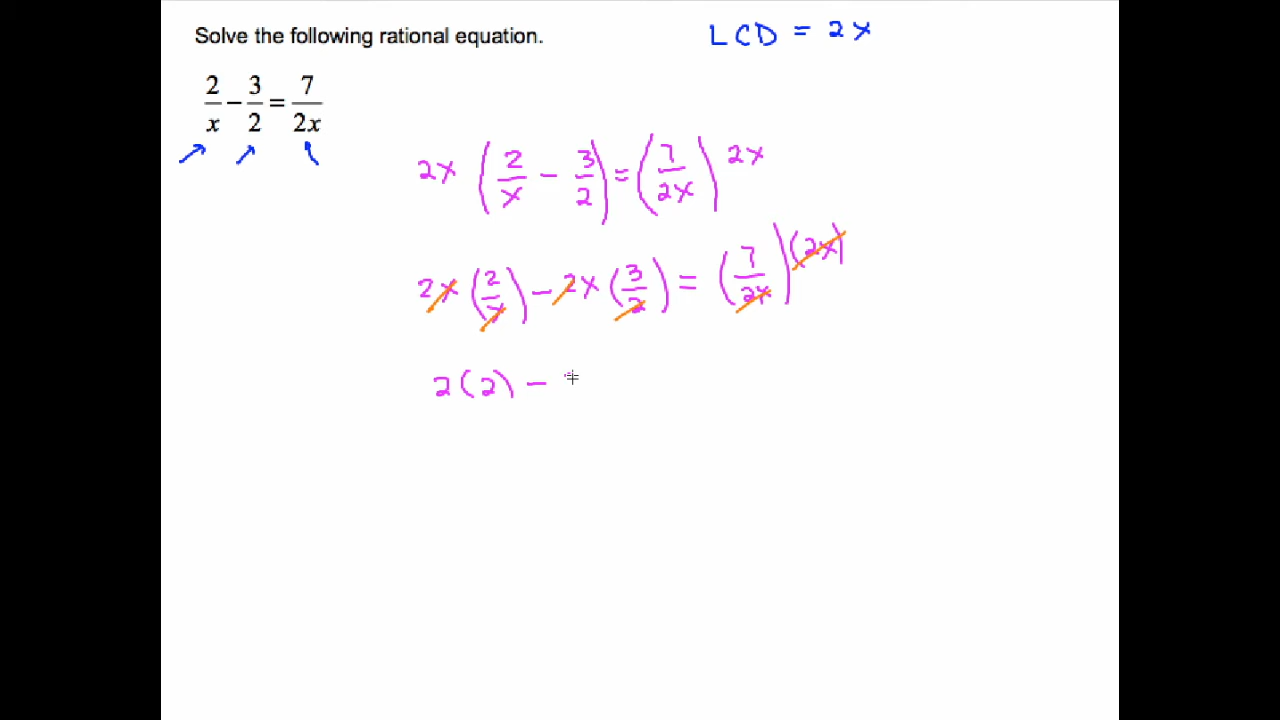 Solve the following rational equation.
LCD = 2x
2/x − 3/2 = 7/2x
2x (2/x − 3/2) = (7/2x) 2x
2x (2/x) − 2x (3/2) = (7/2x)(2x)
2(2) −